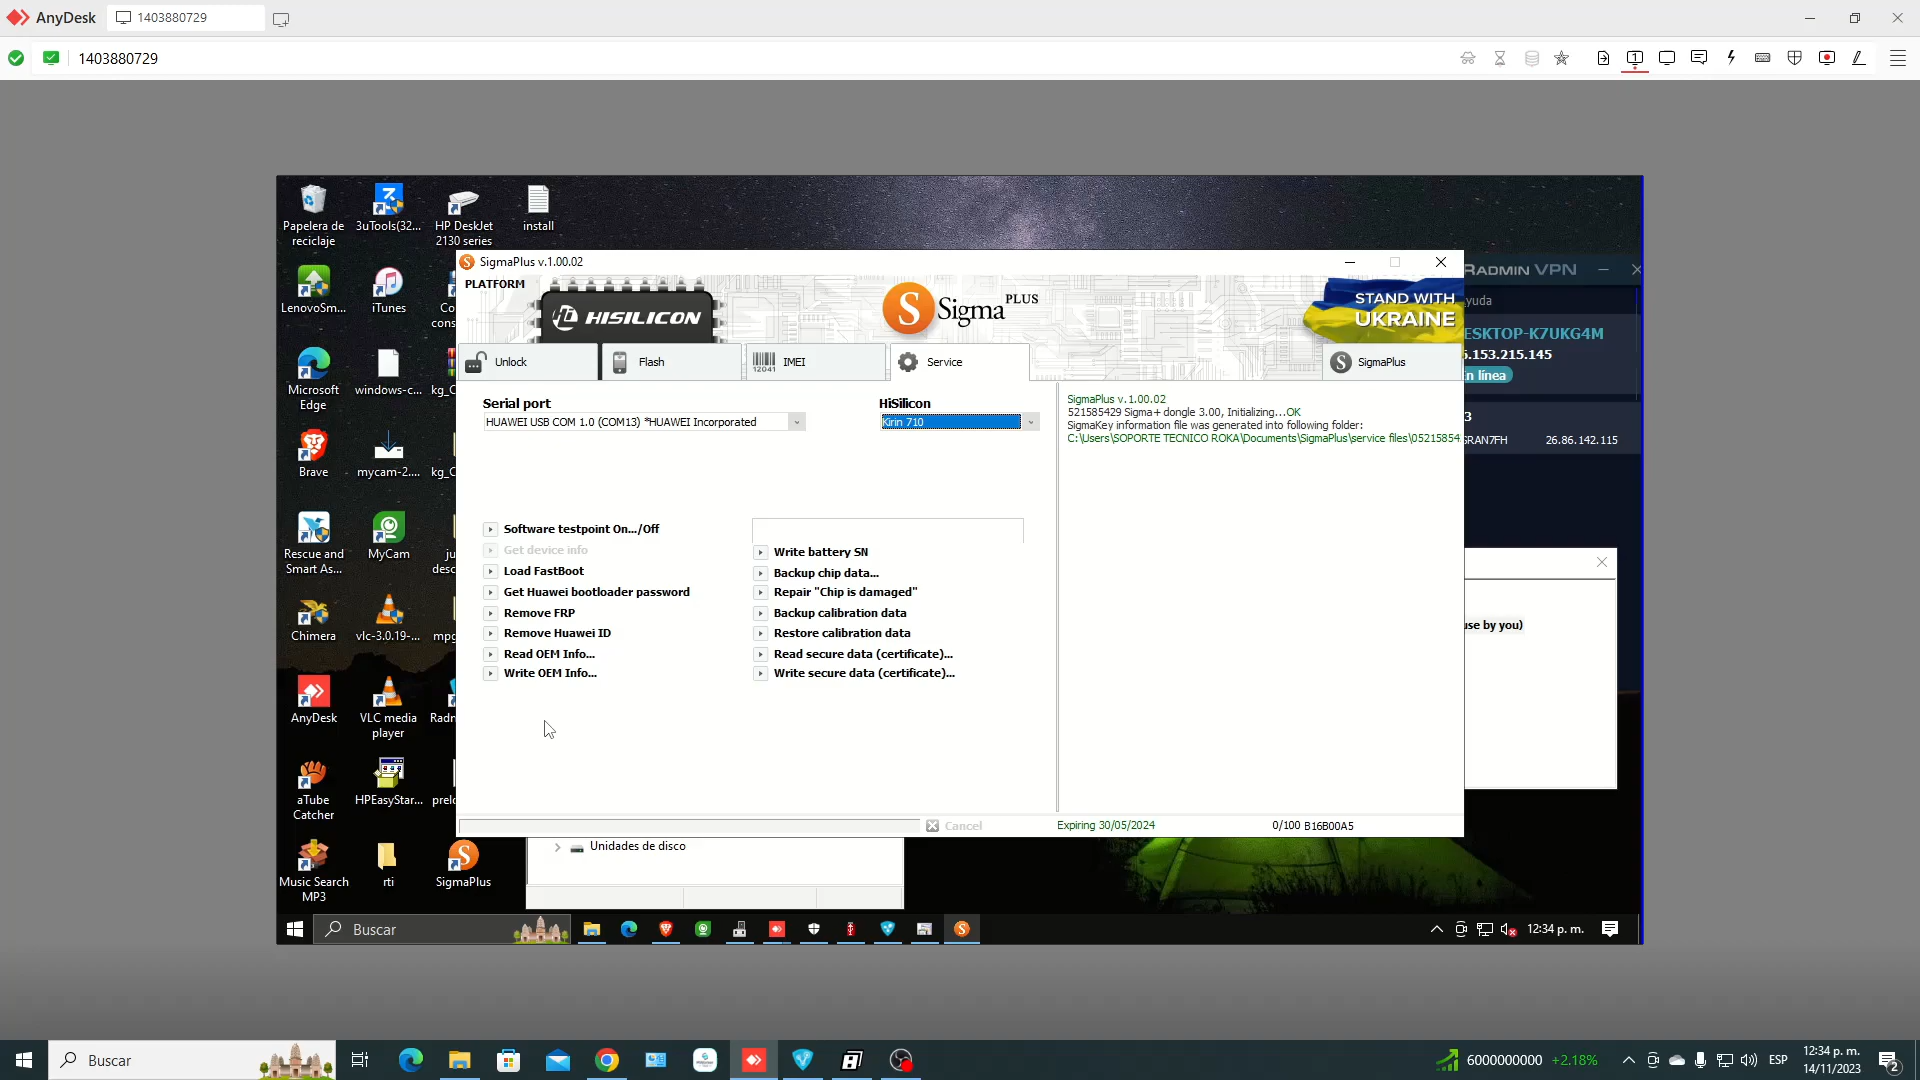 AnyDesk
1403880729
1403880729
Papelera de reciclaje
3uTools(32...
HP DeskJet 2130 series
install
LenovoSm...
iTunes
Microsoft Edge
windows-c...
kg_C
Brave
mycam-2....
kg_C
Rescue and Smart As...
MyCam
Chimera
vlc-3.0.19-...
AnyDesk
VLC media player
aTube Catcher
HPEasyStar...
Music Search MP3
rti
SigmaPlus
SigmaPlus v.1.00.02
PLATFORM
HISILICON
Sigma PLUS
STAND WITH
UKRAINE
Unlock
Flash
12041
IMEI
Service
SigmaPlus
Serial port
HUAWEI USB COM 1.0 (COM13) *HUAWEI Incorporated
HiSilicon
Kirin 710
Software testpoint On.../Off
Get device info
Load FastBoot
Get Huawei bootloader password
Remove FRP
Remove Huawei ID
Read OEM Info...
Write OEM Info...
Write battery SN
Backup chip data...
Repair "Chip is damaged"
Backup calibration data
Restore calibration data
Read secure data (certificate)...
Write secure data (certificate)...
SigmaPlus v.1.00.02
521585429 Sigma+ dongle 3.00, Initializing...OK
SigmaKey information file was generated into following folder:
C:\Users\SOPORTE TECNICO ROKA\Documents\SigmaPlus\service files\05215854
Cancel
Expiring 30/05/2024
0/100 B16B00A5
RADMIN VPN
yuda
ESKTOP-K7UKG4M
.153.215.145
n línea
3
SRAN7FH
26.86.142.115
use by you)
Unidades de disco
Buscar
12:34 p. m.
Buscar
6000000000 +2.18%
ESP
12:34 p. m.
14/11/2023
2